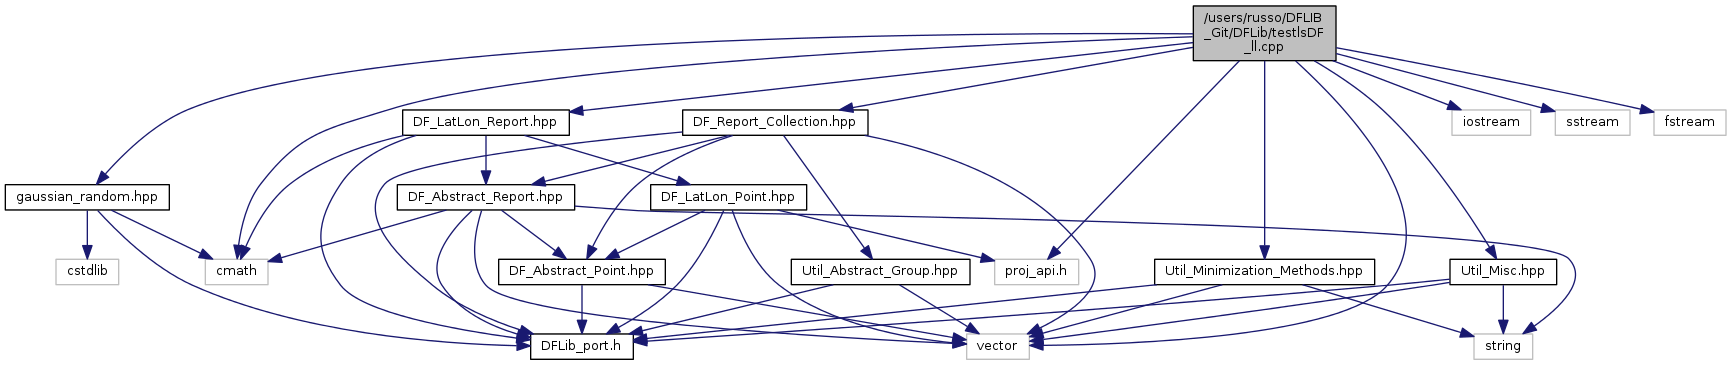 /users/russo/DFLIB
_Git/DFLib/testlsDF
_ll.cpp
DF_LatLon_Report.hpp
DF_Report_Collection.hpp
iostream
sstream
fstream
gaussian_random.hpp
DF_Abstract_Report.hpp
DF_LatLon_Point.hpp
cstdlib
cmath
DF_Abstract_Point.hpp
Util_Abstract_Group.hpp
proj_api.h
Util_Minimization_Methods.hpp
Util_Misc.hpp
DFLib_port.h
vector
string